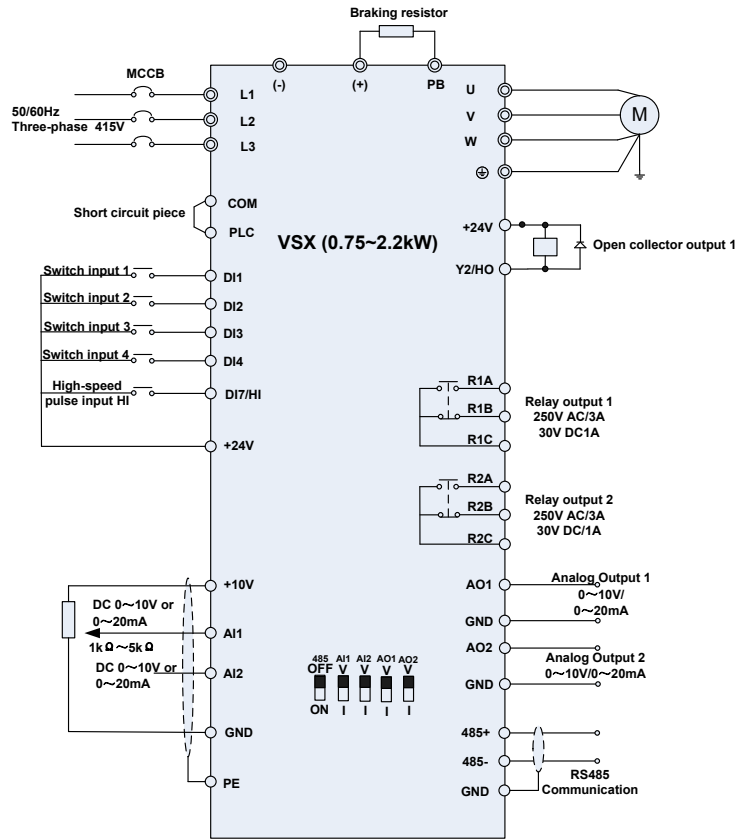 Braking resistor
(-)
(+)
PB
MCCB
L1
L2
L3
50/60Hz
Three-phase 415V
U
V
W
M
COM
PLC
Short circuit piece
VSX (0.75~2.2kW)
+24V
Y2/HO
Open collector output 1
Switch input 1
DI1
Switch input 2
DI2
Switch input 3
DI3
Switch input 4
DI4
High-speed
pulse input HI
DI7/HI
+24V
R1A
R1B
R1C
Relay output 1
250V AC/3A
30V DC1A
R2A
R2B
R2C
Relay output 2
250V AC/3A
30V DC/1A
+10V
DC 0～10V or
0～20mA
AI1
1kΩ～5kΩ
DC 0～10V or
0～20mA
AI2
GND
PE
485 AI1 AI2 AO1 AO2
OFF V V V V
ON I I I I
AO1
GND
Analog Output 1
0～10V/
0～20mA
AO2
GND
Analog Output 2
0～10V/0～20mA
485+
485-
GND
RS485
Communication